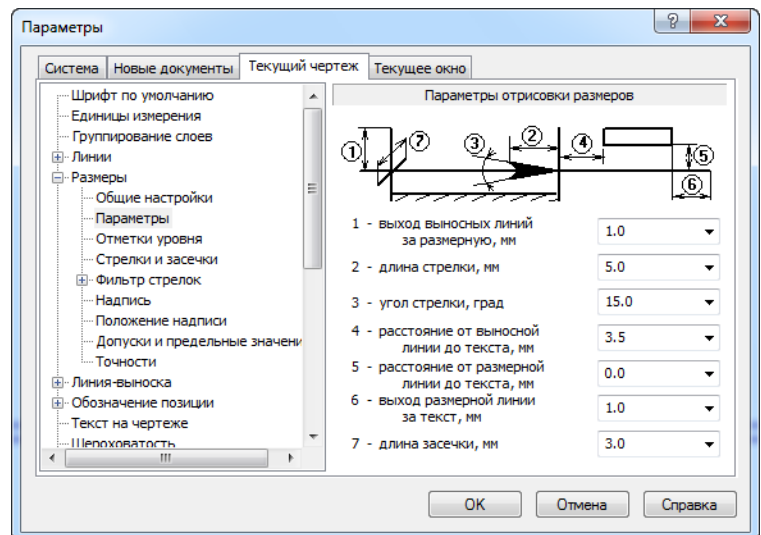 Параметры
Система Новые документы Текущий чертеж Текущее окно
Шрифт по умолчанию
Единицы измерения
Группирование слоев
Линии
Размеры
Общие настройки
Параметры
Отметки уровня
Стрелки и засечки
Фильтр стрелок
Надпись
Положение надписи
Допуски и предельные значени
Точности
Линия-выноска
Обозначение позиции
Текст на чертеже
Шероховатость
Параметры отрисовки размеров
1 7 3 2 4 5 6
1 - выход выносных линий
за размерную, мм
1.0
2 - длина стрелки, мм
5.0
3 - угол стрелки, град
15.0
4 - расстояние от выносной
линии до текста, мм
3.5
5 - расстояние от размерной
линии до текста, мм
0.0
6 - выход размерной линии
за текст, мм
1.0
7 - длина засечки, мм
3.0
OK Отмена Справка